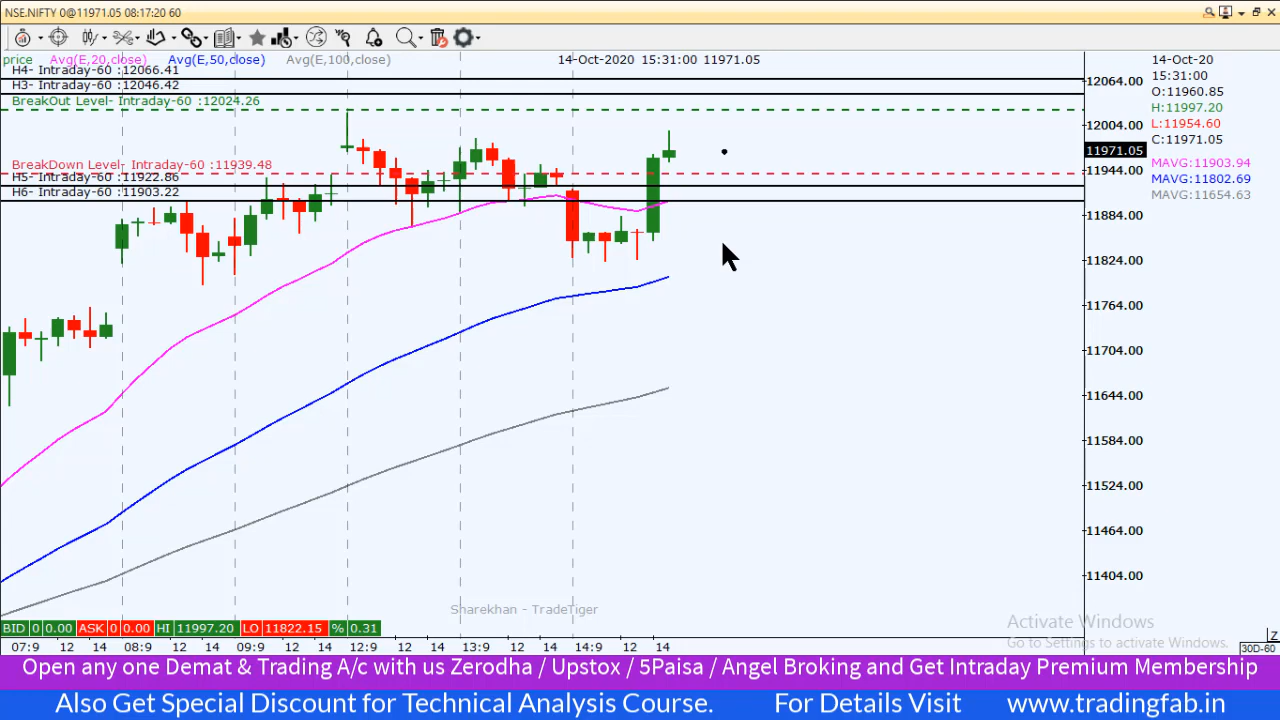 NSE.NIFTY 0@11971.05 08:17:20 60
price Avg(E,20,close) Avg(E,50,close) Avg(E,100,close) 14-Oct-2020 15:31:00 11971.05
14-Oct-20
15:31:00
O:11960.85
H:11997.20
L:11954.60
C:11971.05
MAVG:11903.94
MAVG:11802.69
MAVG:11654.63
H4- Intraday-60 :12066.41
H3- Intraday-60 :12046.42
BreakOut Level- Intraday-60 :12024.26
BreakDown Level- Intraday-60 :11939.48
H5- Intraday-60 :11922.86
H6- Intraday-60 :11903.22
12064.00
12004.00
11971.05
11944.00
11884.00
11824.00
11764.00
11704.00
11644.00
11584.00
11524.00
11464.00
11404.00
Sharekhan - TradeTiger
Activate Windows
Go to Settings to activate Windows.
BID 0 0.00 ASK 0 0.00 HI 11997.20 LO 11822.15 % 0.31
Z
07:9 12 14 08:9 12 14 09:9 12 14 12:9 12 14 13:9 12 14 14:9 12 14
30D-60
Open any one Demat & Trading A/c with us Zerodha / Upstox / 5Paisa / Angel Broking and Get Intraday Premium Membership
Also Get Special Discount for Technical Analysis Course. For Details Visit www.tradingfab.in